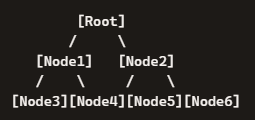 [Root]
/ \
[Node1] [Node2]
/ \ / \
[Node3][Node4][Node5][Node6]